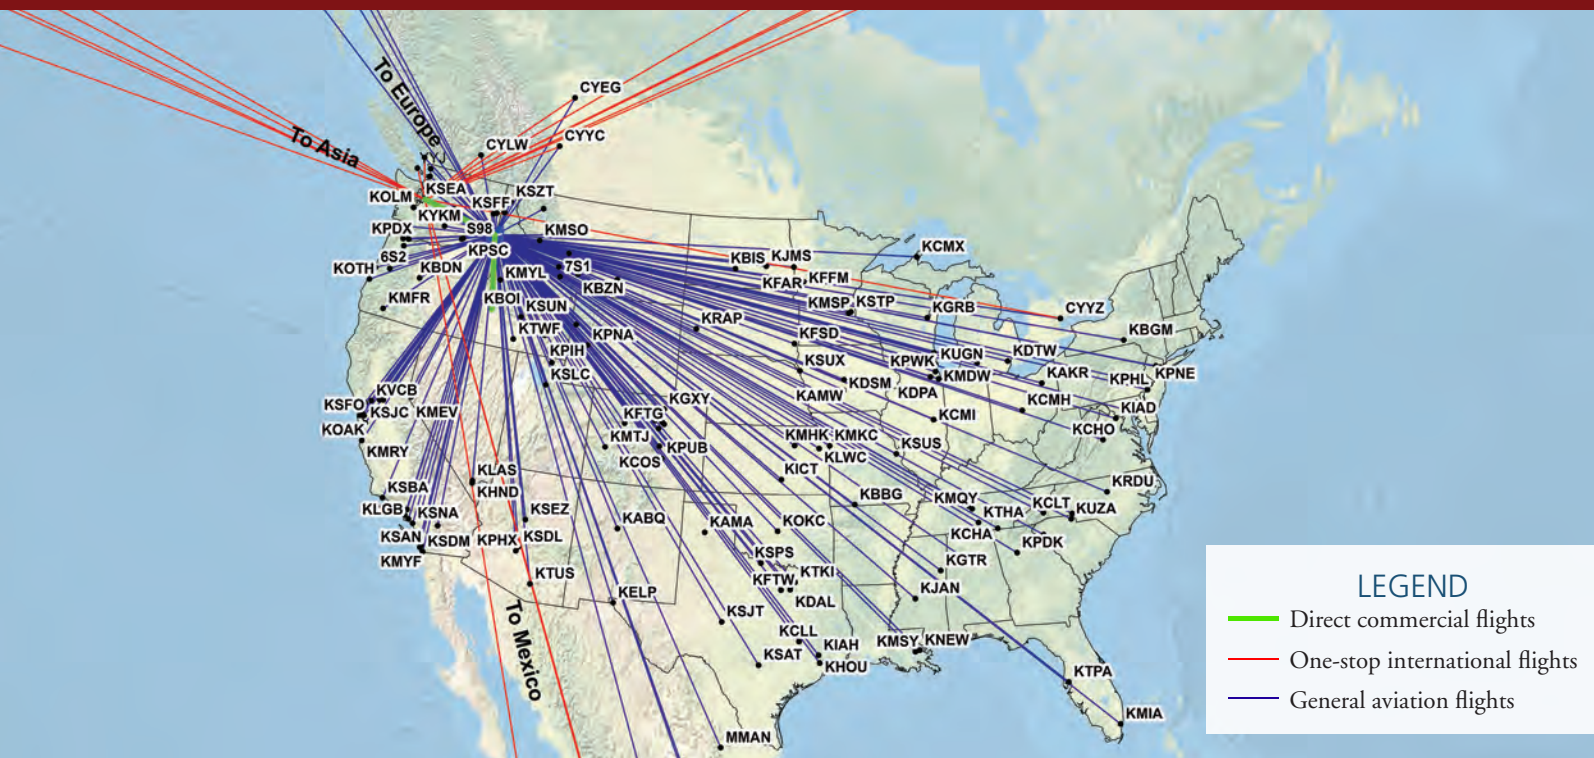 CYEG
CYYC
To Europe
CYLW
To Asia
KSEA
KSZT
KOLM
KSFF
KYKM
KPDX
S98
KMSO
KCMX
6S2
KPSC
KBIS
KJMS
KOTH
KBDN
KMYL
7S1
KFAR
KFFM
KBZN
KMFR
KBOI
KSUN
KMSP
KSTP
KGRB
CYYZ
KTWF
KPNA
KRAP
KFSD
KBGM
KPIH
KSUX
KPWK
KUGN
KDTW
KSLC
KDSM
KMDW
KAKR
KPHL
KPNE
KVCB
KGXY
KAMW
KDPA
KCMH
KSFO
KSJC
KMEV
KFTG
KCMI
KIAD
KOAK
KMTJ
KPUB
KMHK
KMKC
KSUS
KCHO
KMRY
KCOS
KLWC
KLAS
KICT
KSBA
KHND
KBBG
KMQY
KRDU
KLGB
KSNA
KSEZ
KABQ
KAMA
KOKC
KTHA
KCLT
KUZA
KSAN
KSDM
KPHX
KSDL
KCHA
KPDK
KMYF
KSPS
KGTR
KTUS
KFTW
KTKI
KELP
KDAL
KJAN
To Mexico
KSJT
KCLL
KIAH
KMSY
KNEW
KSAT
KHOU
KTPA
KMIA
MMAN
LEGEND
Direct commercial flights
One-stop international flights
General aviation flights